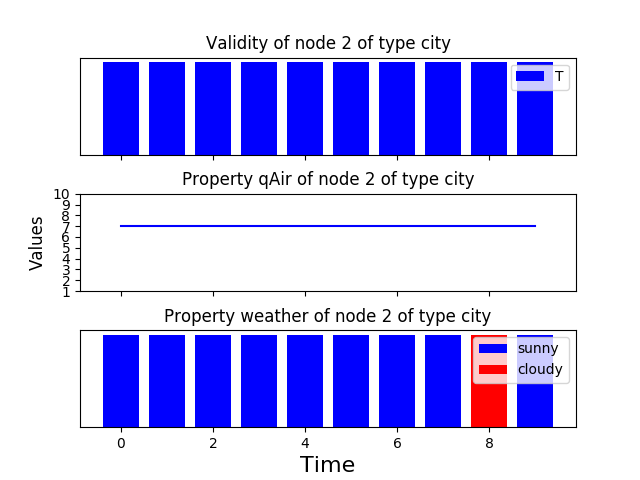 Validity of node 2 of type city
T
Property qAir of node 2 of type city
Values
10
9
8
7
6
5
4
3
2
1
Property weather of node 2 of type city
sunny
cloudy
0 2 4 6 8
Time